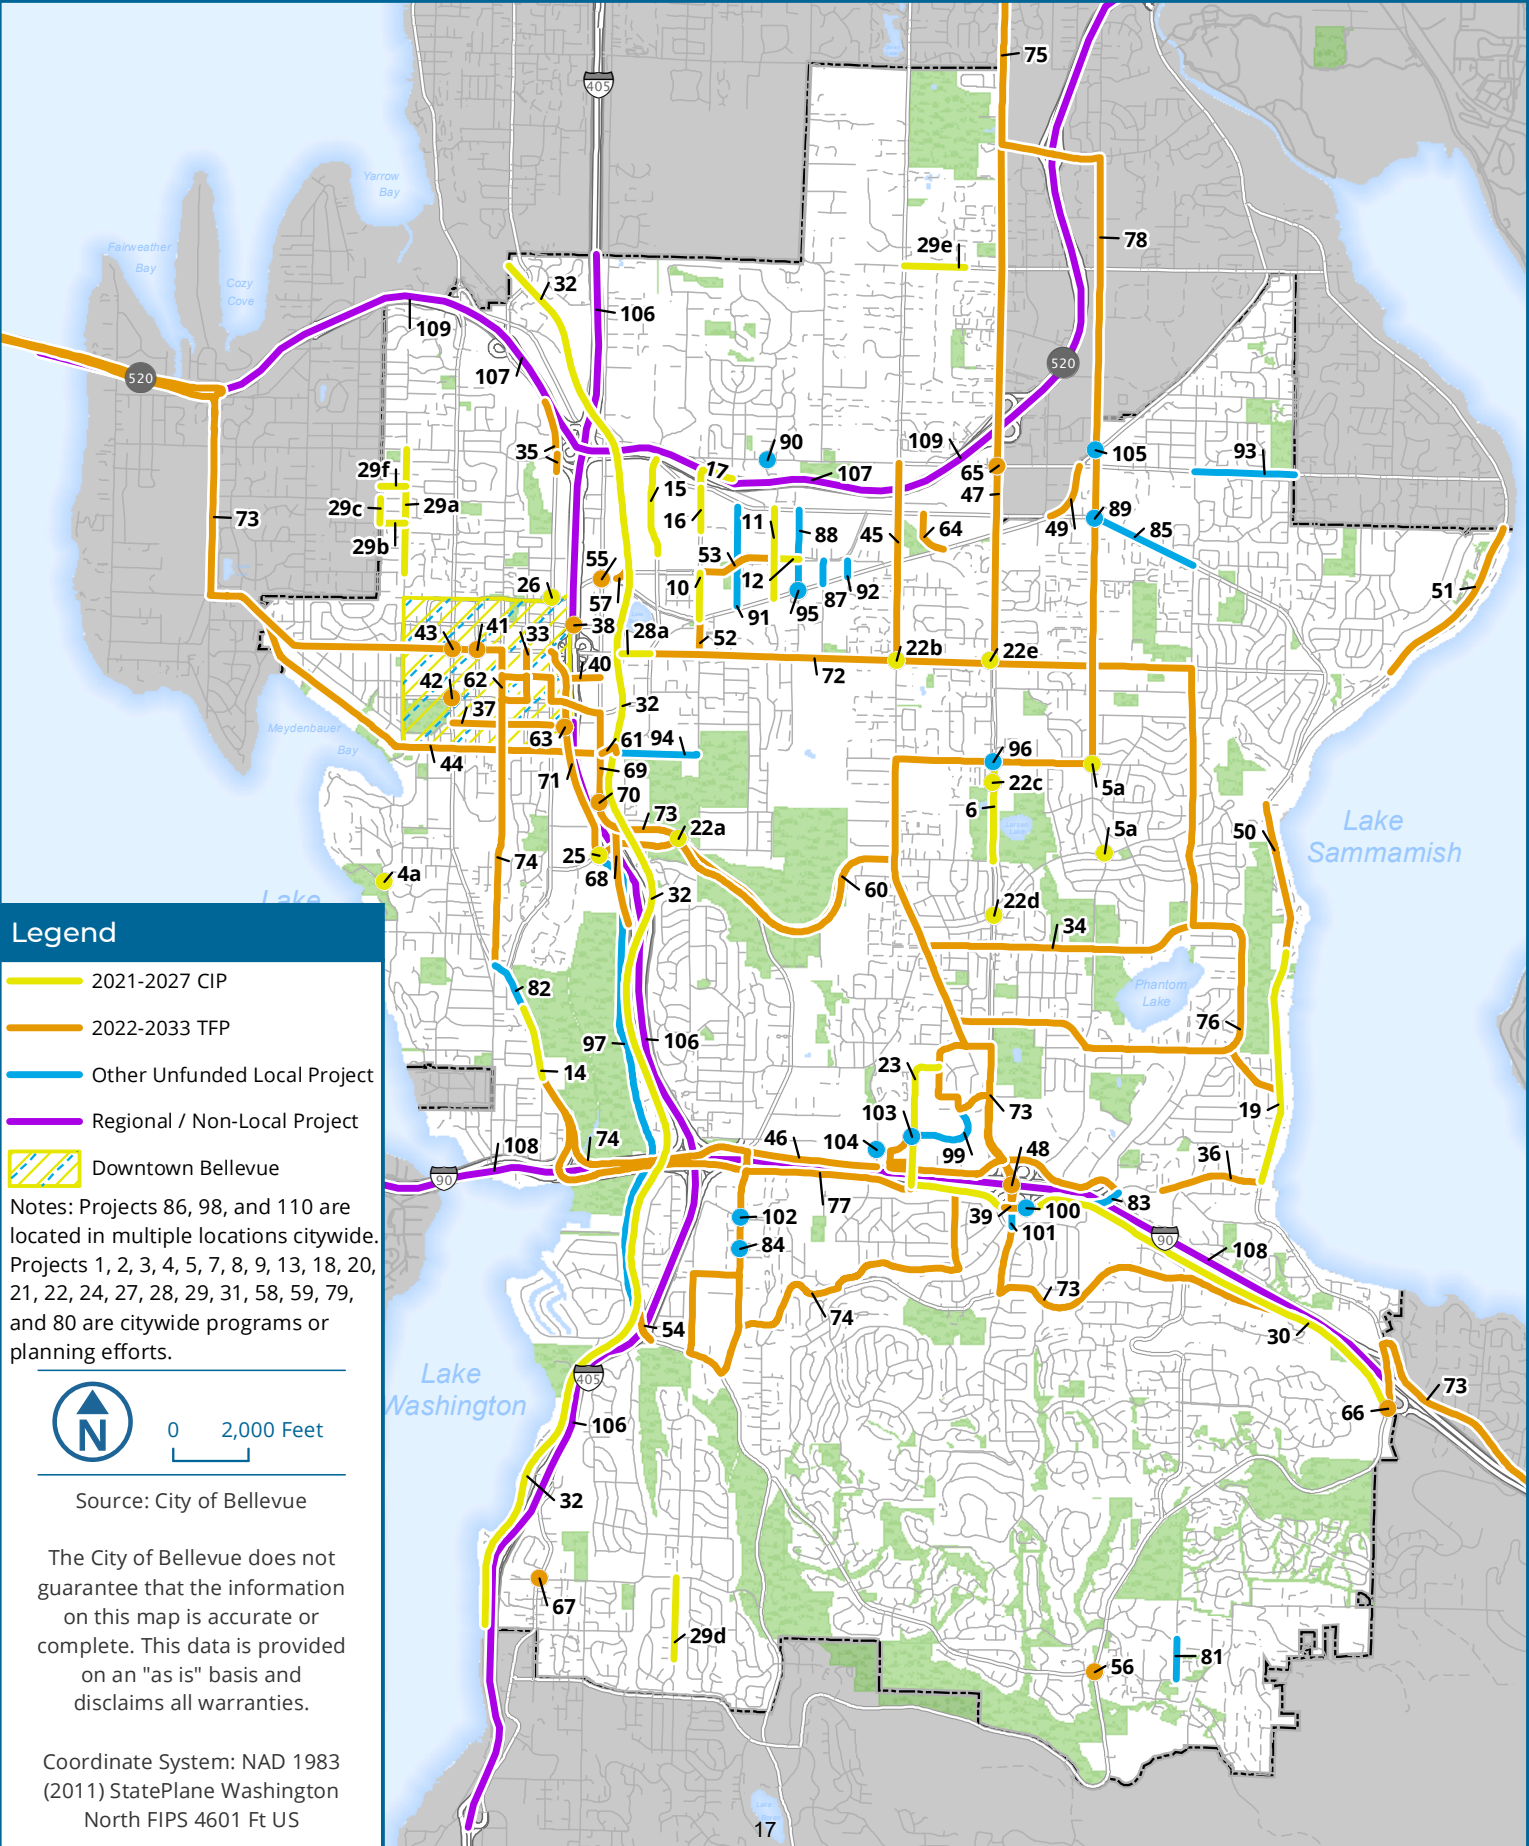 405
75
Yarrow
Bay
78
29e
Fairweather
Bay
Cozy
Cove
32
106
109
107
520
520
90
109
105
93
35
17
107
65
47
29f
15
29c
29a
16
11
88
45
64
49
89
85
29b
55
53
12
51
26
57
10
87
92
91
95
43
41
33
38
28a
52
22b
22e
40
72
42
62
32
37
Meydenbauer
Bay
63
61
94
96
44
71
69
22c
5a
70
6
73
73
22a
5a
50
Lake
Sammamish
25
74
68
4a
60
32
22d
Lake
34
Legend
2021-2027 CIP
2022-2033 TFP
Other Unfunded Local Project
Regional / Non-Local Project
Downtown Bellevue
Notes: Projects 86, 98, and 110 are
located in multiple locations citywide.
Projects 1, 2, 3, 4, 5, 7, 8, 9, 13, 18, 20,
21, 22, 24, 27, 28, 29, 31, 58, 59, 79,
and 80 are citywide programs or
planning efforts.
N
0 2,000 Feet
Source: City of Bellevue
The City of Bellevue does not
guarantee that the information
on this map is accurate or
complete. This data is provided
on an "as is" basis and
disclaims all warranties.
Coordinate System: NAD 1983
(2011) StatePlane Washington
North FIPS 4601 Ft US
82
Phantom
Lake
76
97
106
14
23
103
73
19
108
74
46
104
99
48
36
90
77
39
100
83
102
101
84
90
108
73
54
74
30
Lake
Washington
405
73
106
66
32
67
29d
81
56
17